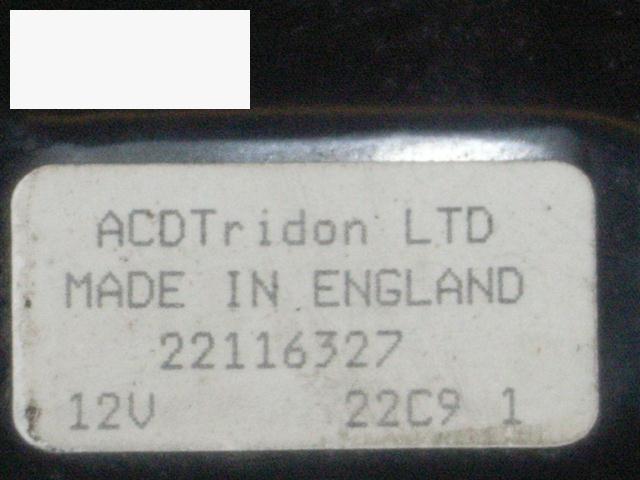 ACDTridon LTD
MADE IN ENGLAND
22116327
12V 22C9 1